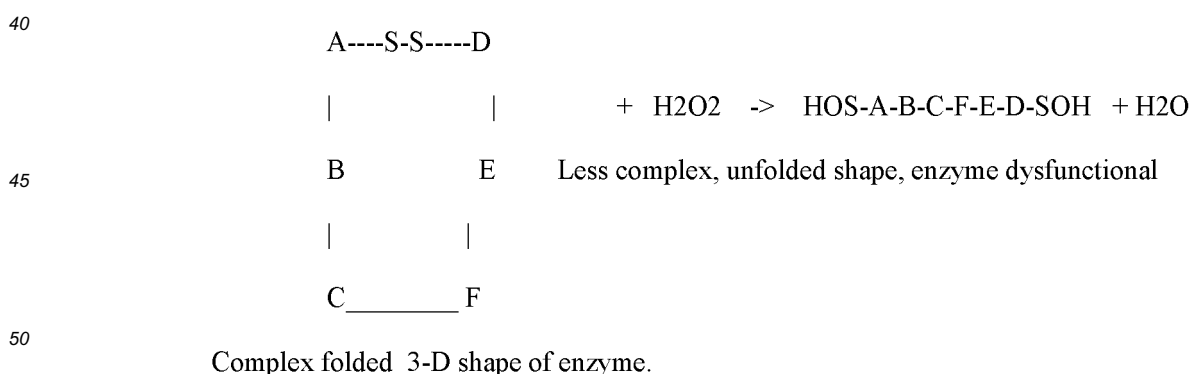 40
A----S-S-----D
| | + H2O2 -> HOS-A-B-C-F-E-D-SOH + H2O
45
B E Less complex, unfolded shape, enzyme dysfunctional
| |
C_________ F
50
Complex folded 3-D shape of enzyme.